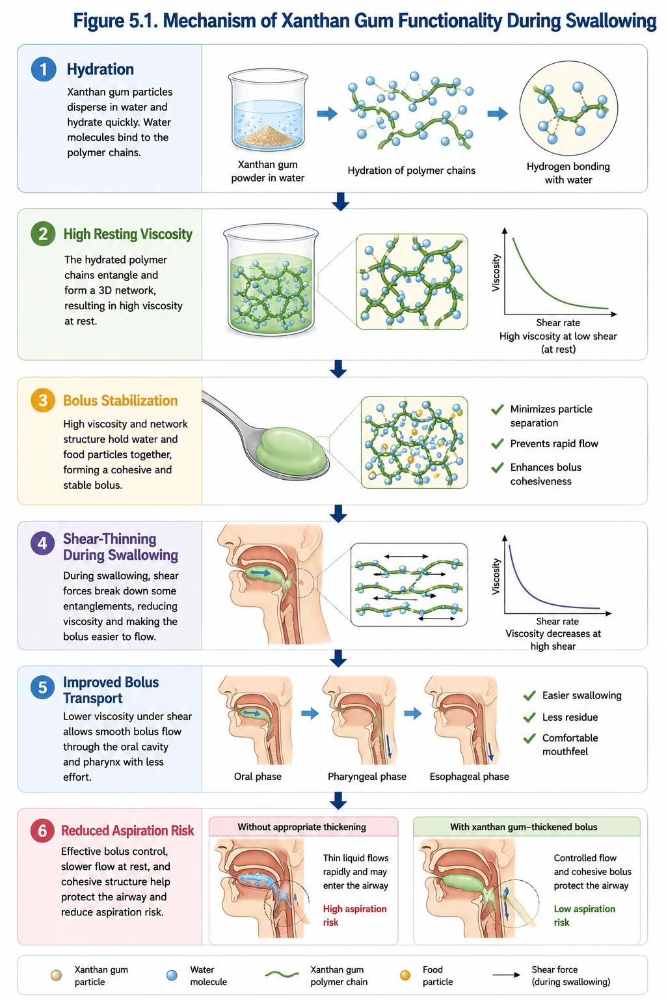 Figure 5.1. Mechanism of Xanthan Gum Functionality During Swallowing
1
Hydration
Xanthan gum particles
disperse in water and
hydrate quickly. Water
molecules bind to the
polymer chains.
Xanthan gum
powder in water
Hydration of polymer chains
Hydrogen bonding
with water
2
High Resting Viscosity
The hydrated polymer
chains entangle and
form a 3D network,
resulting in high viscosity
at rest.
Viscosity
Shear rate
High viscosity at low shear
(at rest)
3
Bolus Stabilization
High viscosity and network
structure hold water and
food particles together,
forming a cohesive and
stable bolus.
Minimizes particle
separation
Prevents rapid flow
Enhances bolus
cohesiveness
4
Shear-Thinning
During Swallowing
During swallowing, shear
forces break down some
entanglements, reducing
viscosity and making the
bolus easier to flow.
Viscosity
Shear rate
Viscosity decreases at
high shear
5
Improved Bolus
Transport
Lower viscosity under shear
allows smooth bolus flow
through the oral cavity
and pharynx with less
effort.
Oral phase
Pharyngeal phase
Esophageal phase
Easier swallowing
Less residue
Comfortable
mouthfeel
6
Reduced Aspiration Risk
Effective bolus control,
slower flow at rest, and
cohesive structure help
protect the airway and
reduce aspiration risk.
Without appropriate thickening
Thin liquid flows
rapidly and may
enter the airway
High aspiration
risk
With xanthan gum–thickened bolus
Controlled flow
and cohesive bolus
protect the airway
Low aspiration
risk
Xanthan gum
particle
Water
molecule
Xanthan gum
polymer chain
Food
particle
Shear force
(during swallowing)